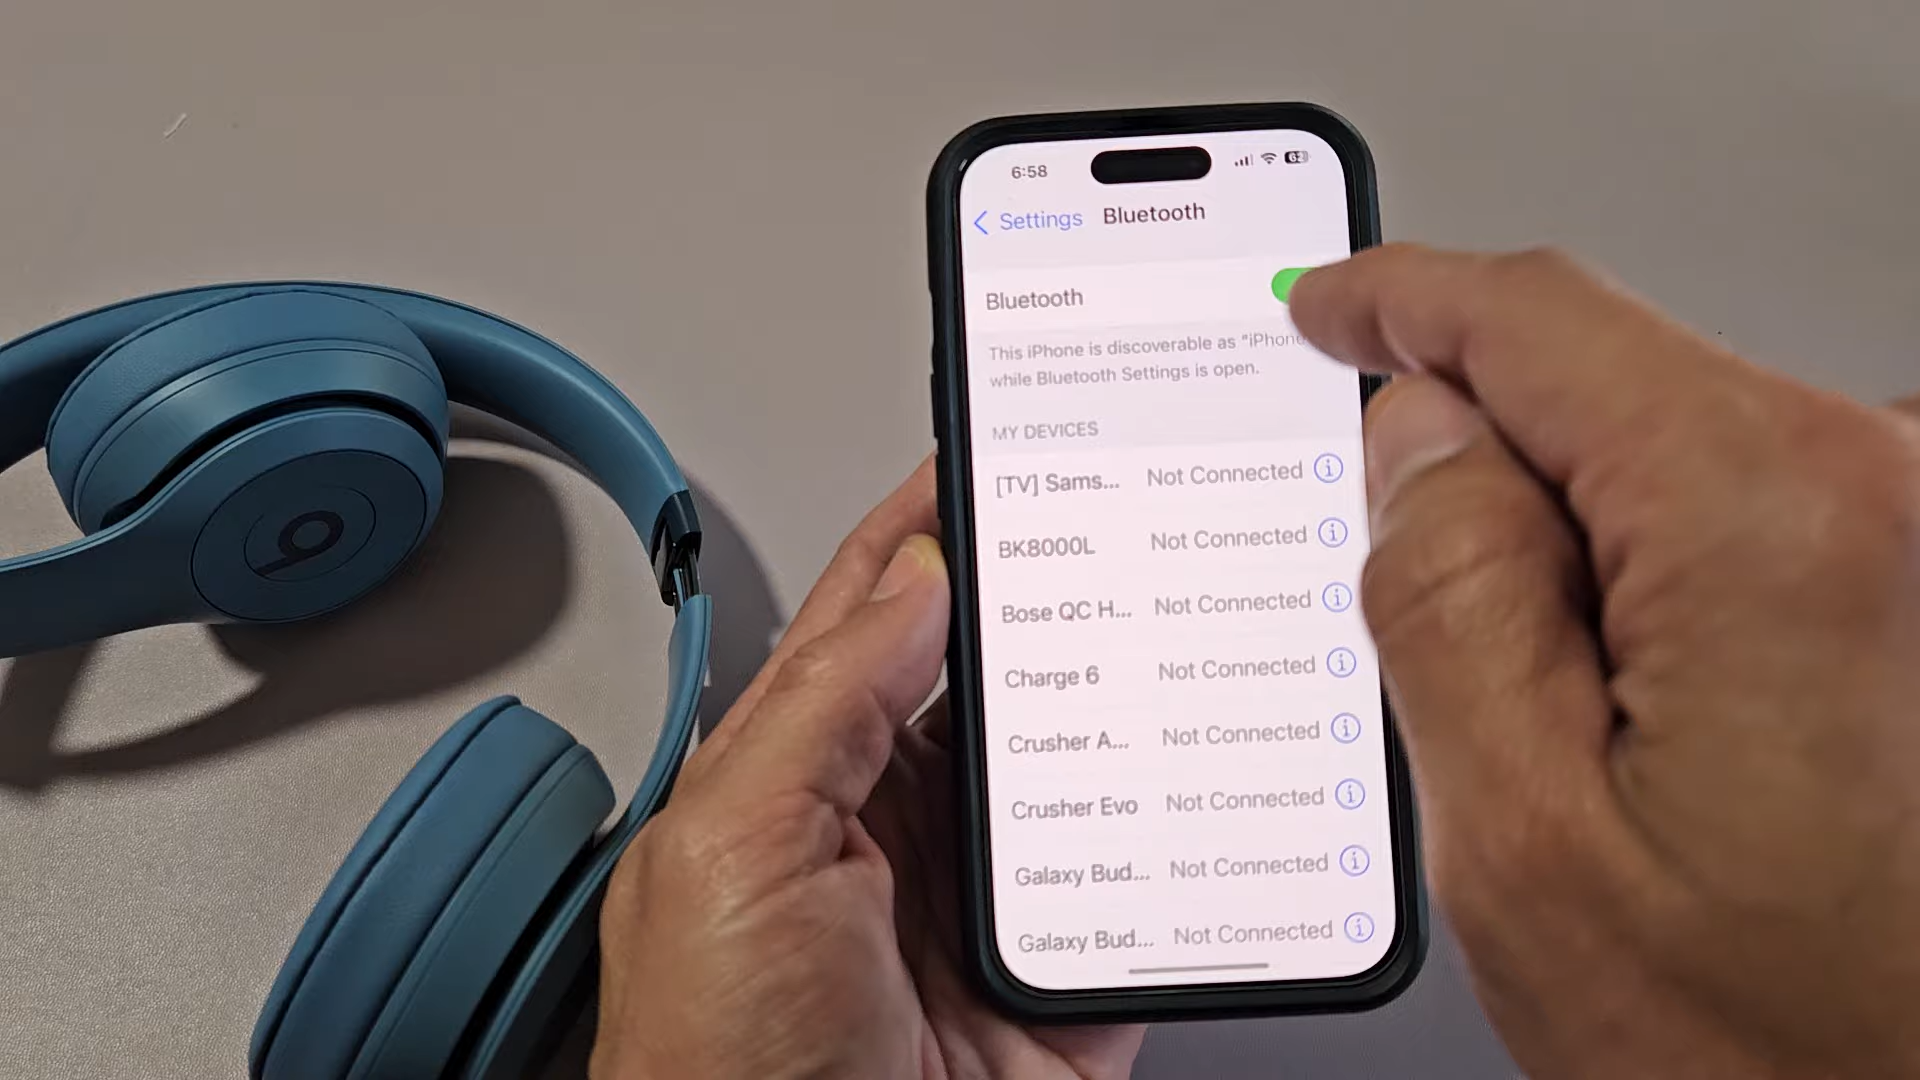 6:58
62
Settings Bluetooth
Bluetooth
This iPhone is discoverable as “iPhone
while Bluetooth Settings is open.
MY DEVICES
[TV] Sams... Not Connected
BK8000L Not Connected
Bose QC H... Not Connected
Charge 6 Not Connected
Crusher A... Not Connected
Crusher Evo Not Connected
Galaxy Bud... Not Connected
Galaxy Bud... Not Connected